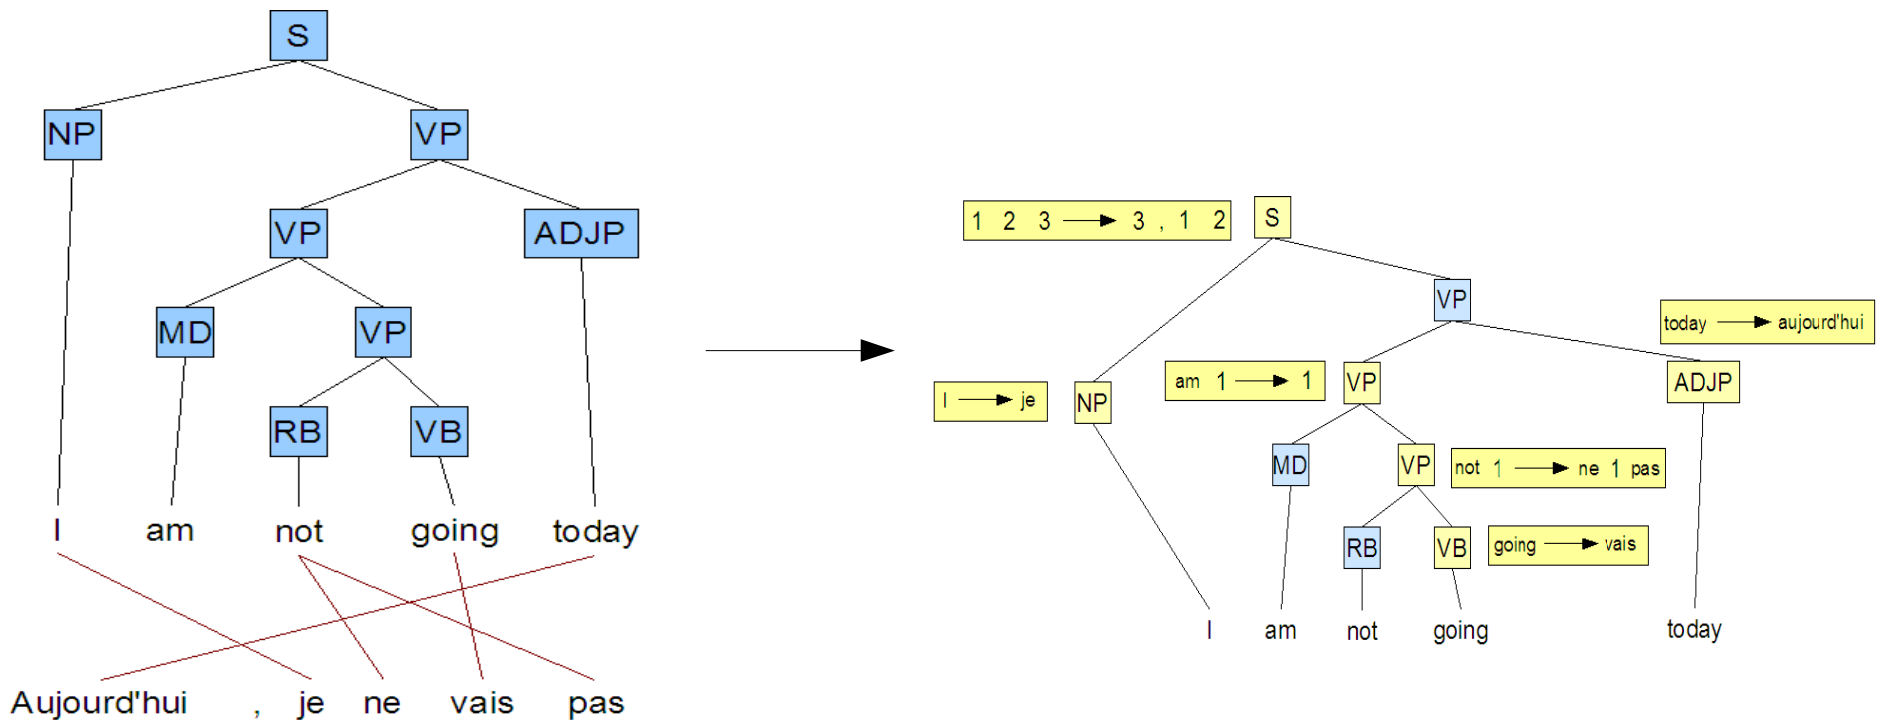 S
NP VP
VP ADJP
MD VP
RB VB
I am not going today
Aujourd'hui , je ne vais pas
1 2 3 3 , 1 2 S
VP
today aujourd'hui
am 1 1 VP ADJP
I je NP
MD VP not 1 ne 1 pas
RB VB going vais
I am not going today